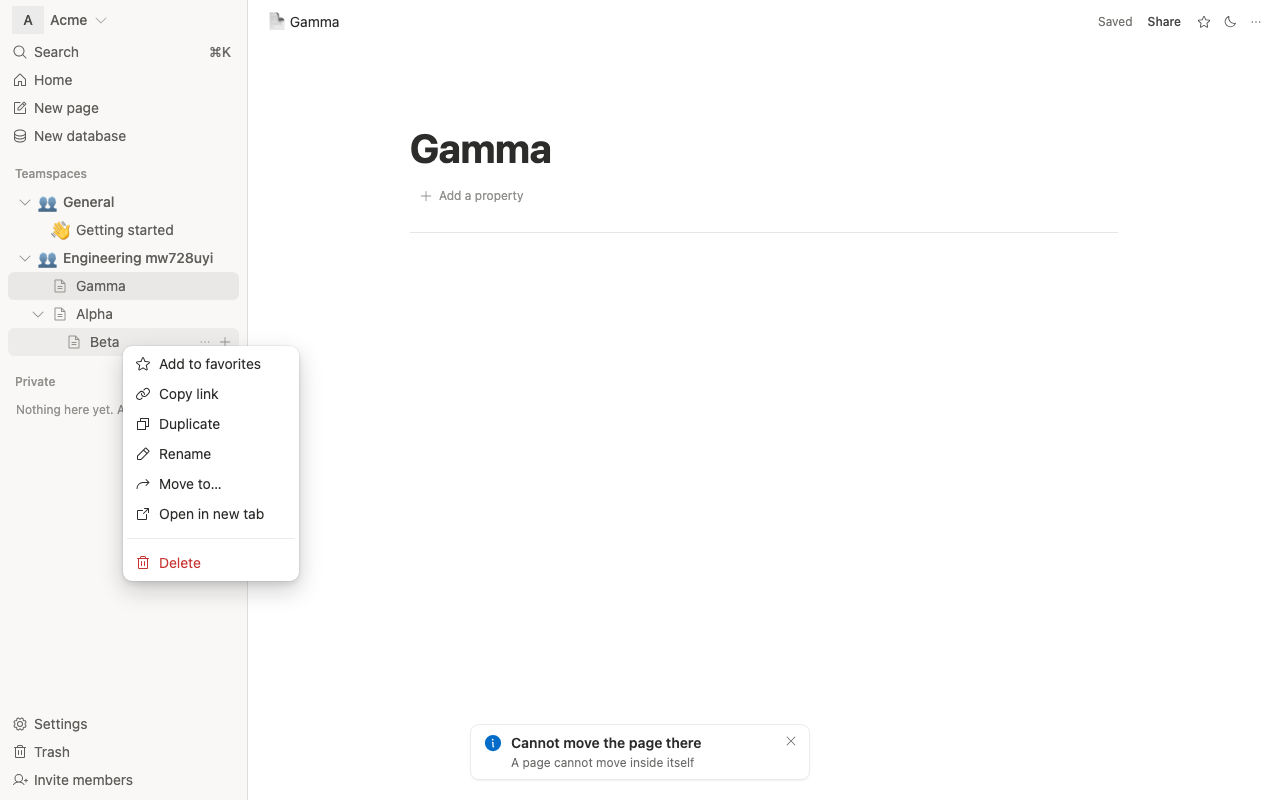 A Acme
Search ⌘K
Home
New page
New database
Teamspaces
General
Getting started
Engineering mw728uyi
Gamma
Alpha
Beta
Private
Nothing here yet. A
Add to favorites
Copy link
Duplicate
Rename
Move to...
Open in new tab
Delete
Settings
Trash
Invite members
Gamma
Saved Share
Gamma
Add a property
Cannot move the page there
A page cannot move inside itself